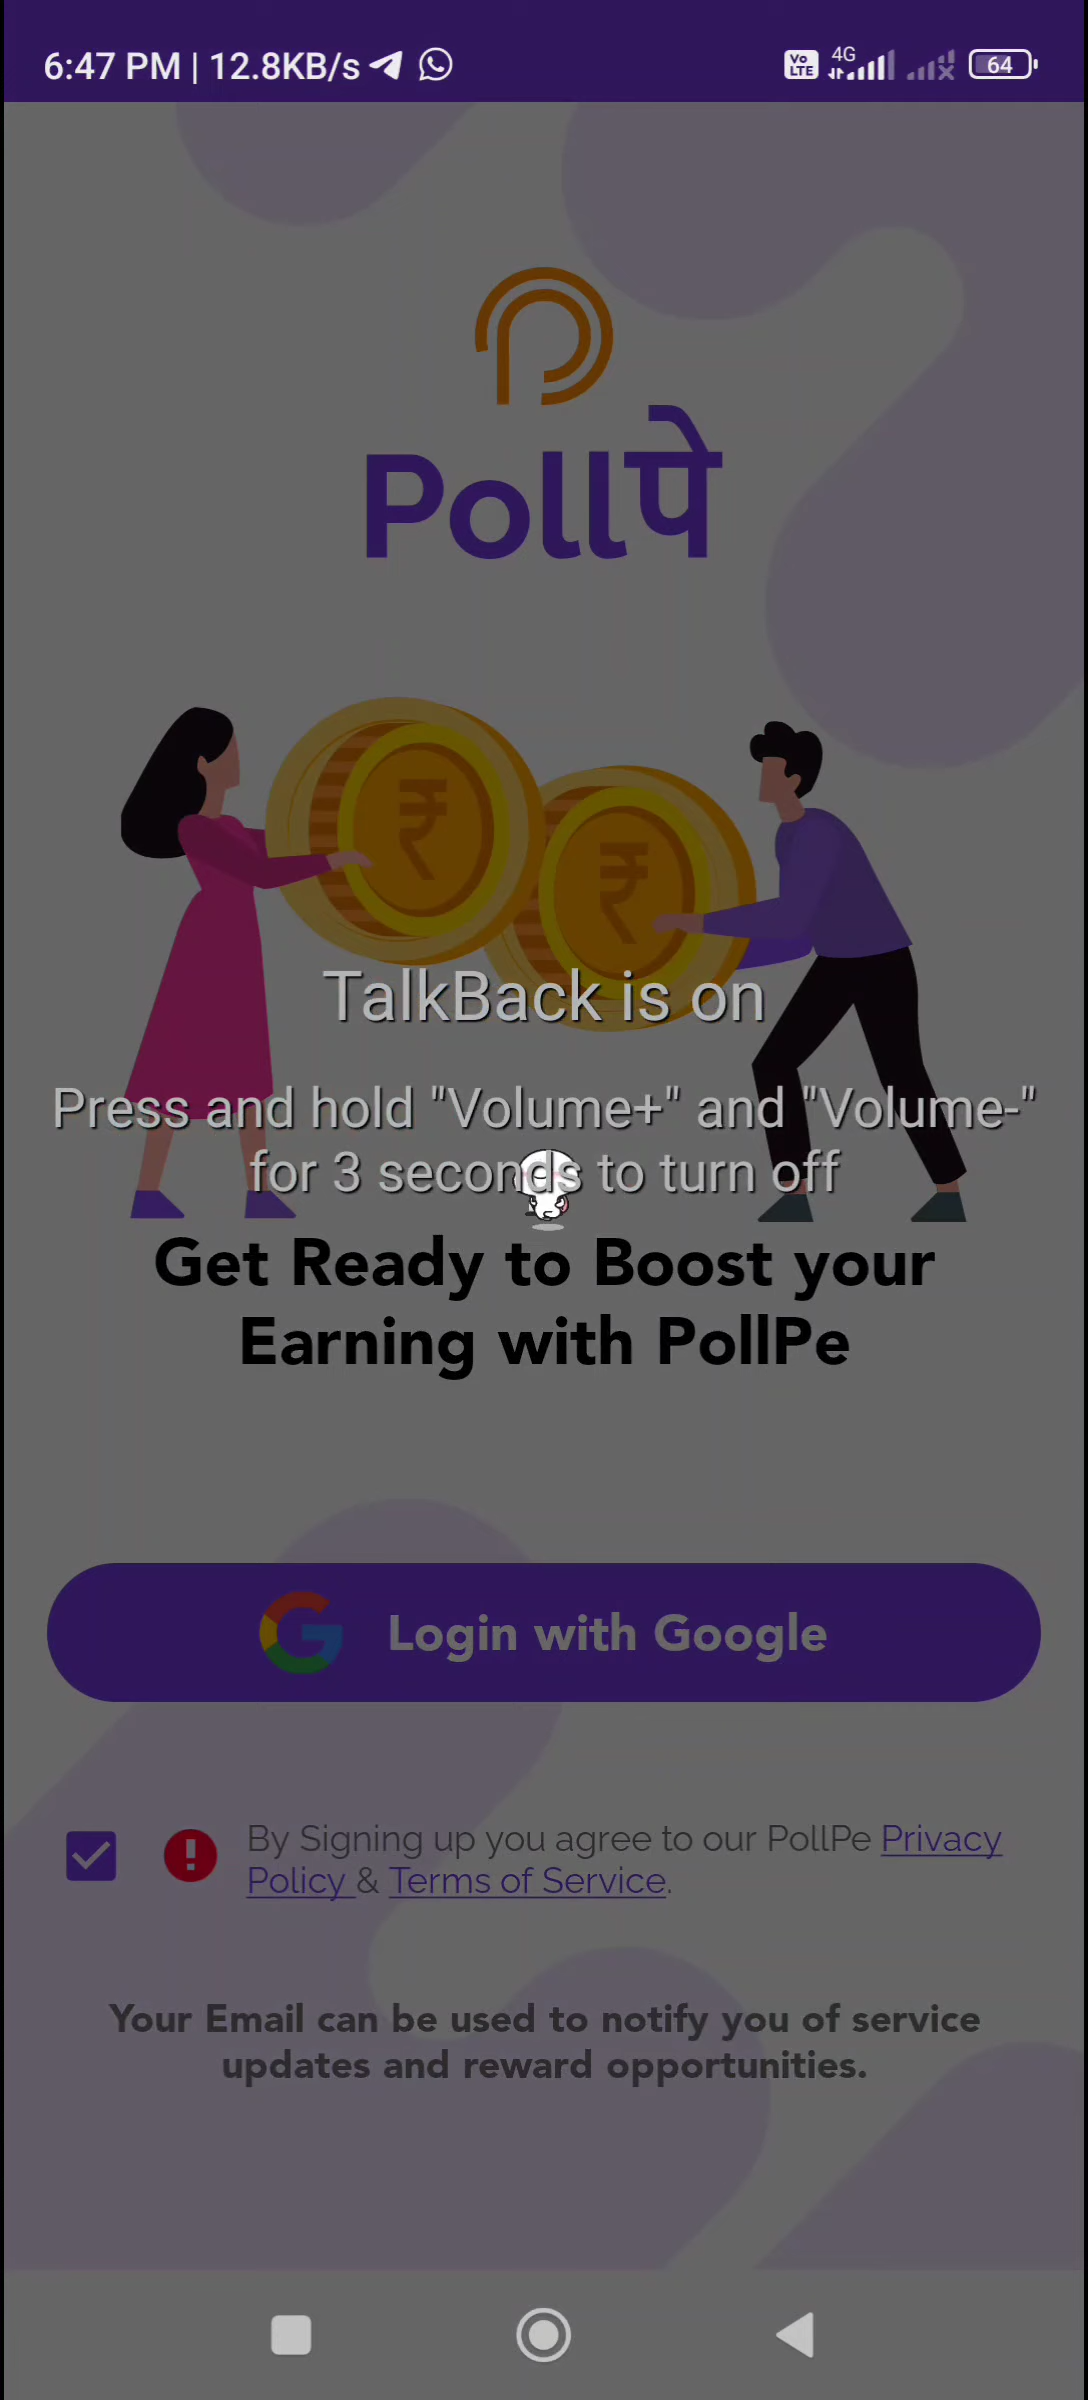 6:47 PM | 12.8KB/s
Vo LTE 4G 64
Pollपे
TalkBack is on
Press and hold "Volume+" and "Volume-"
for 3 seconds to turn off
Get Ready to Boost your
Earning with PollPe
Login with Google
By Signing up you agree to our PollPe Privacy
Policy & Terms of Service.
Your Email can be used to notify you of service
updates and reward opportunities.